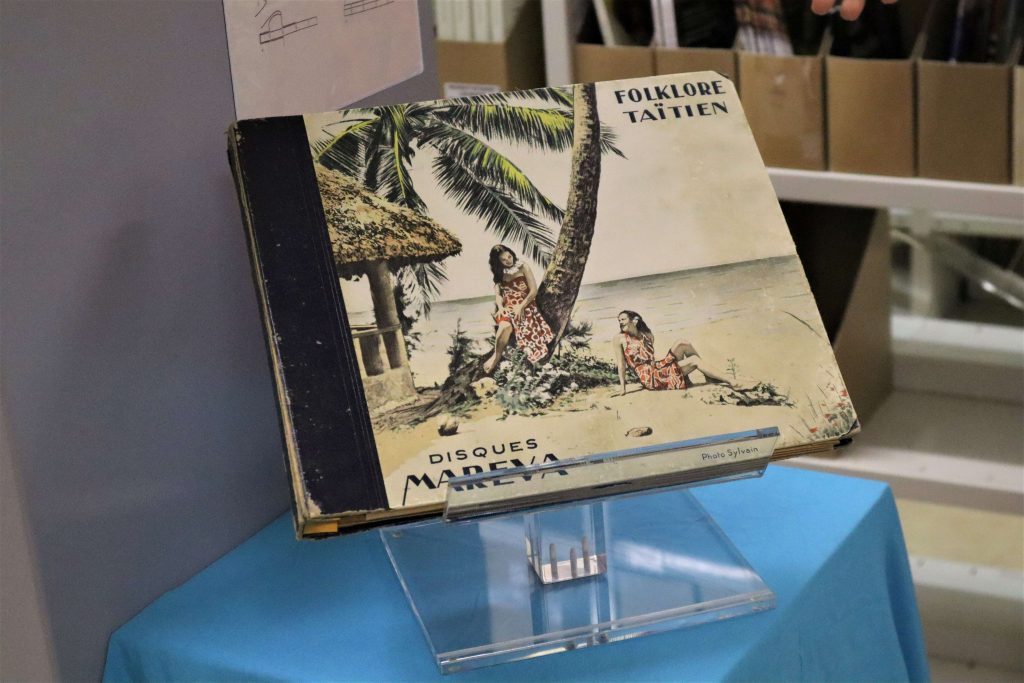 FOLKLORE
TAÏTIEN
DISQUES
MAREVA
Photo Sylvain